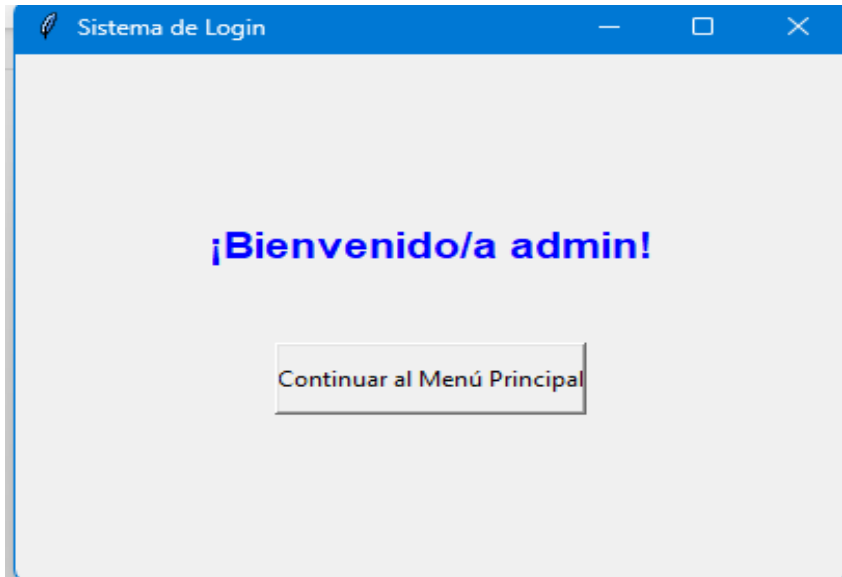 Sistema de Login
¡Bienvenido/a admin!
Continuar al Menú Principal